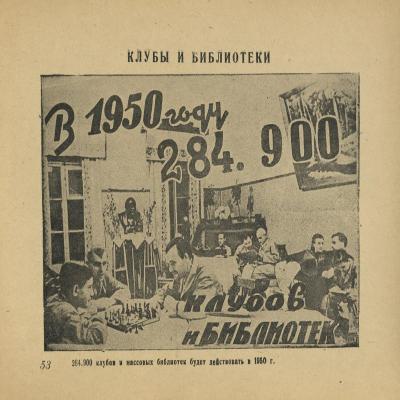 КЛУБЫ И БИБЛИОТЕКИ
В 1950 году
284.900
клубов
и БИБЛИОТЕК
53
284.900 клубов и массовых библиотек будет действовать в 1950 г.